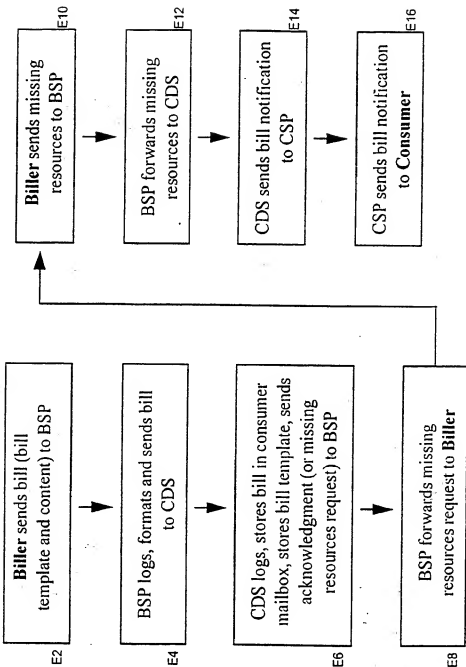 E2
Biller sends bill (bill
template and content) to BSP
E4
BSP logs, formats and sends bill
to CDS
E6
CDS logs, stores bill in consumer
mailbox, stores bill template, sends
acknowledgment (or missing
resources request) to BSP
E8
BSP forwards missing
resources request to Biller
Biller sends missing
resources to BSP
E10
BSP forwards missing
resources to CDS
E12
CDS sends bill notification
to CSP
E14
CSP sends bill notification
to Consumer
E16